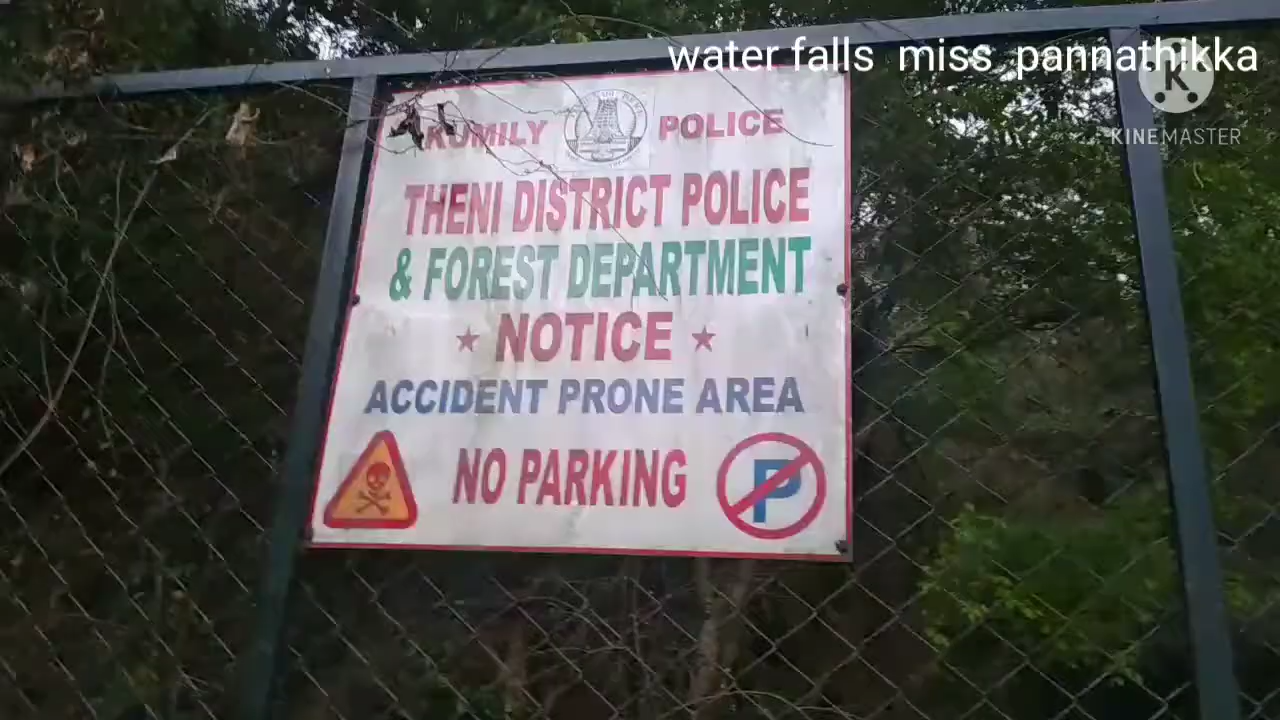 water falls miss pannathikka
K
KINEMASTER
KUMILY POLICE
THENI DISTRICT POLICE
& FOREST DEPARTMENT
★ NOTICE ★
ACCIDENT PRONE AREA
NO PARKING P